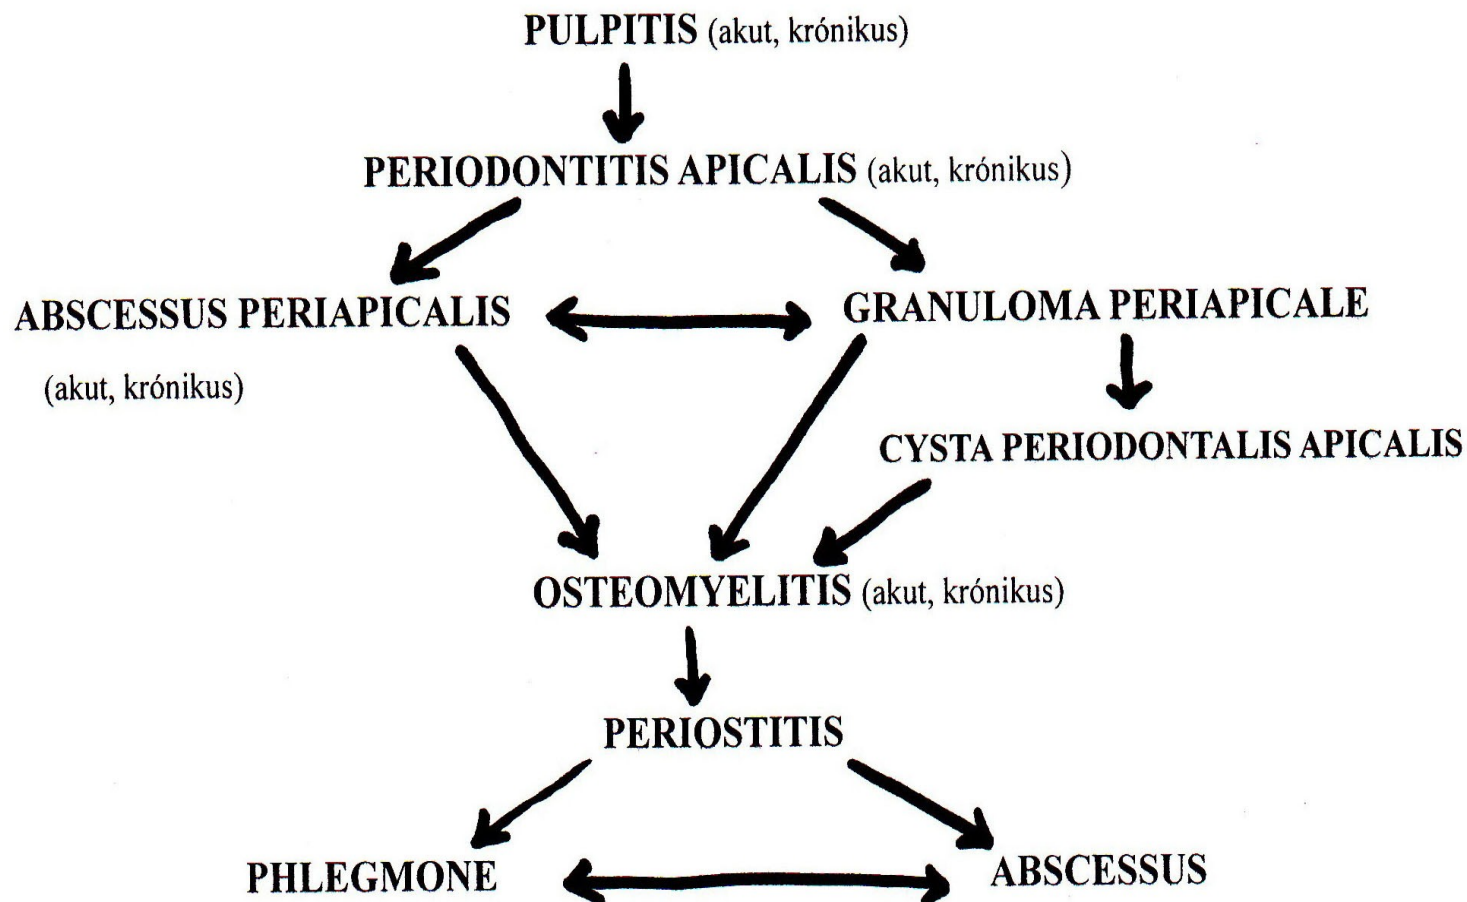 PULPITIS (akut, krónikus)
PERIODONTITIS APICALIS (akut, krónikus)
ABSCESSUS PERIAPICALIS
GRANULOMA PERIAPICALE
(akut, krónikus)
CYSTA PERIODONTALIS APICALIS
OSTEOMYELITIS (akut, krónikus)
PERIOSTITIS
PHLEGMONE
ABSCESSUS